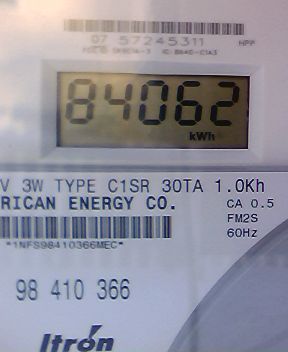 07 57245311
84062
kWh
V 3W TYPE C1SR 30TA 1.0Kh
RICAN ENERGY CO.
CA 0.5
FM2S
60Hz
*1NFS98410366MEC*
98 410 366
Itrón